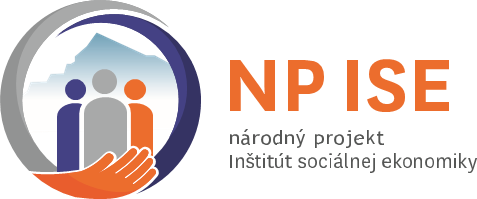 NP ISE
národný projekt
Inštitút sociálnej ekonomiky